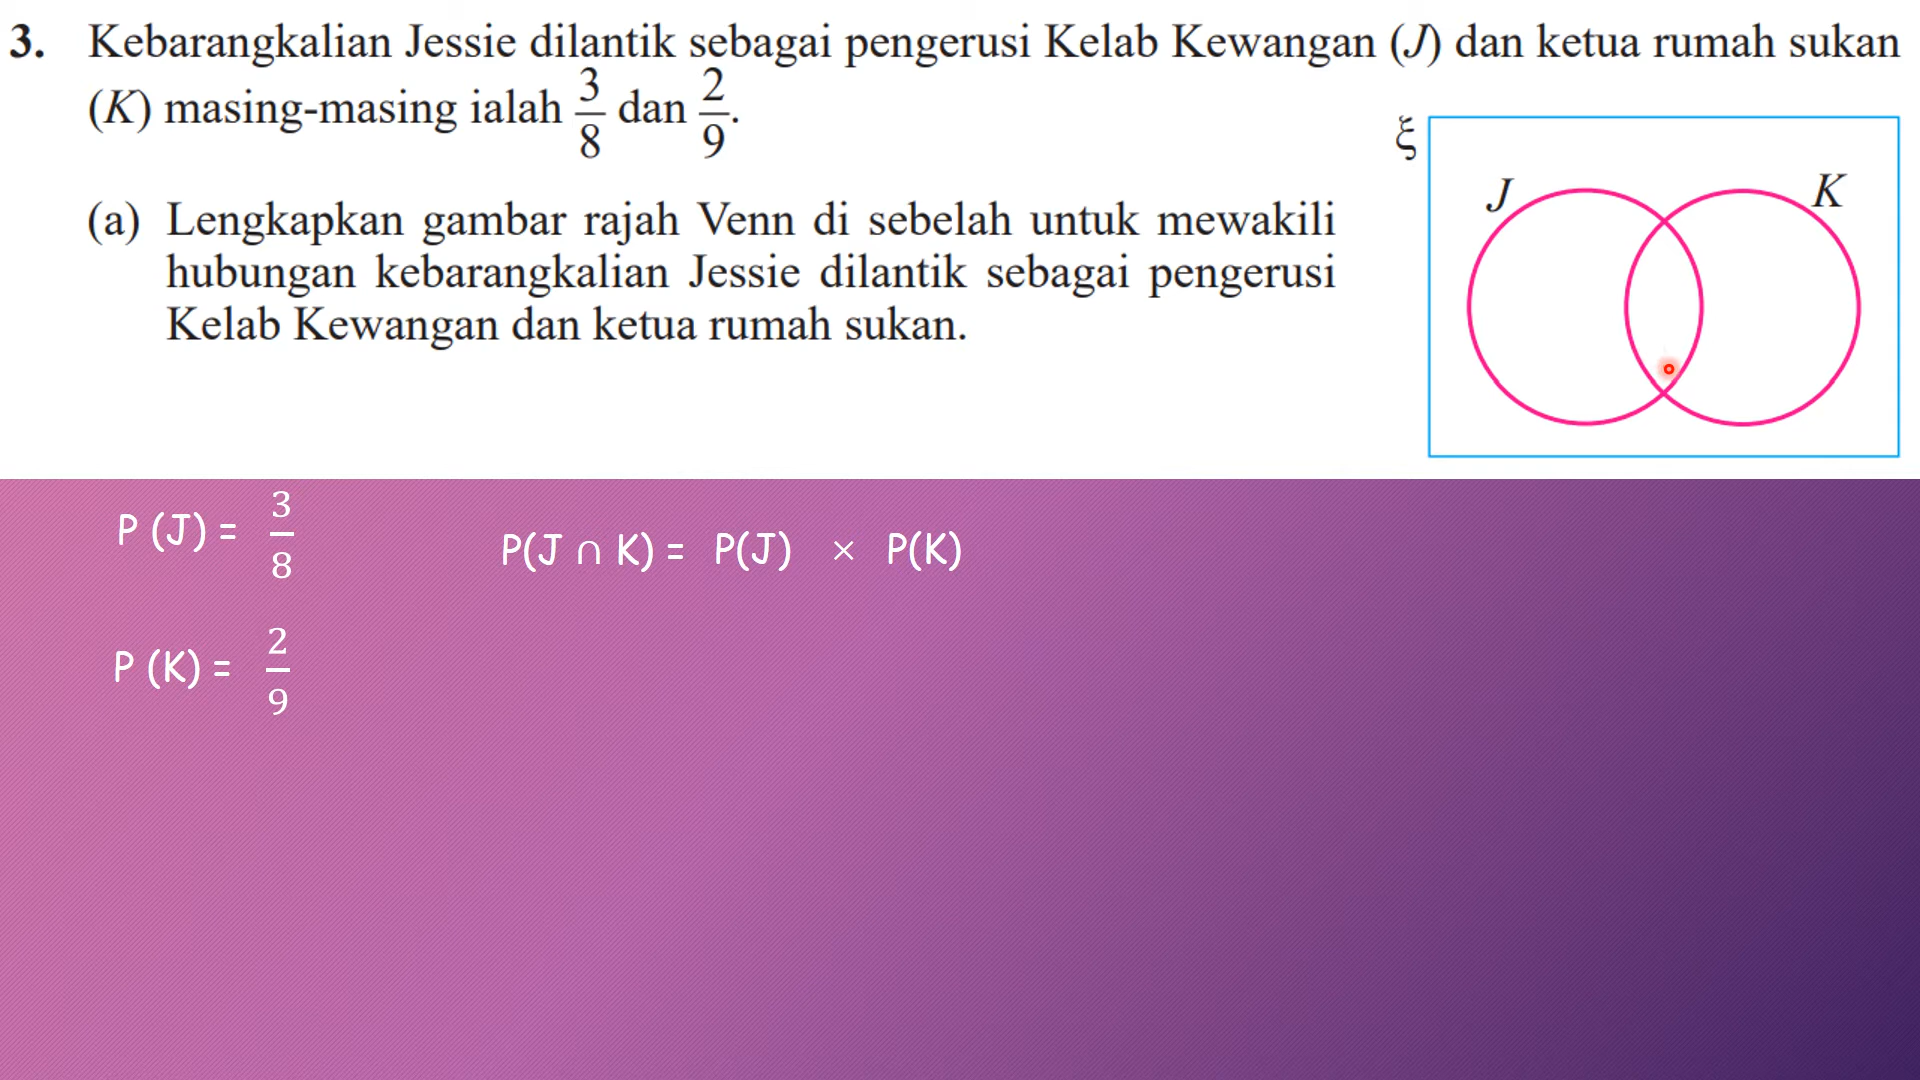 3. Kebarangkalian Jessie dilantik sebagai pengerusi Kelab Kewangan (J) dan ketua rumah sukan
(K) masing-masing ialah 3/8 dan 2/9.
ξ
J K
(a) Lengkapkan gambar rajah Venn di sebelah untuk mewakili
hubungan kebarangkalian Jessie dilantik sebagai pengerusi
Kelab Kewangan dan ketua rumah sukan.
P (J) = 3/8
P(J ∩ K) = P(J) × P(K)
P (K) = 2/9